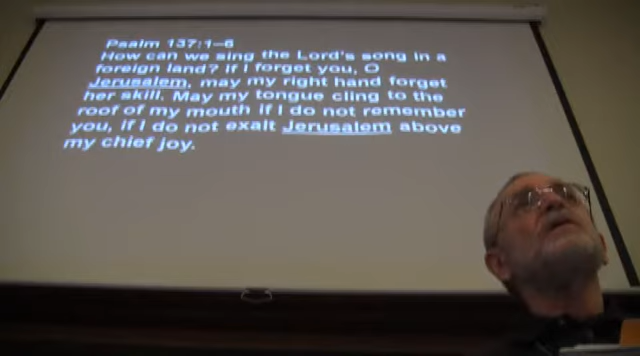 Psalm 137:1–6
How can we sing the Lord's song in a
foreign land? If I forget you, O
Jerusalem, may my right hand forget
her skill. May my tongue cling to the
roof of my mouth if I do not remember
you, if I do not exalt Jerusalem above
my chief joy.